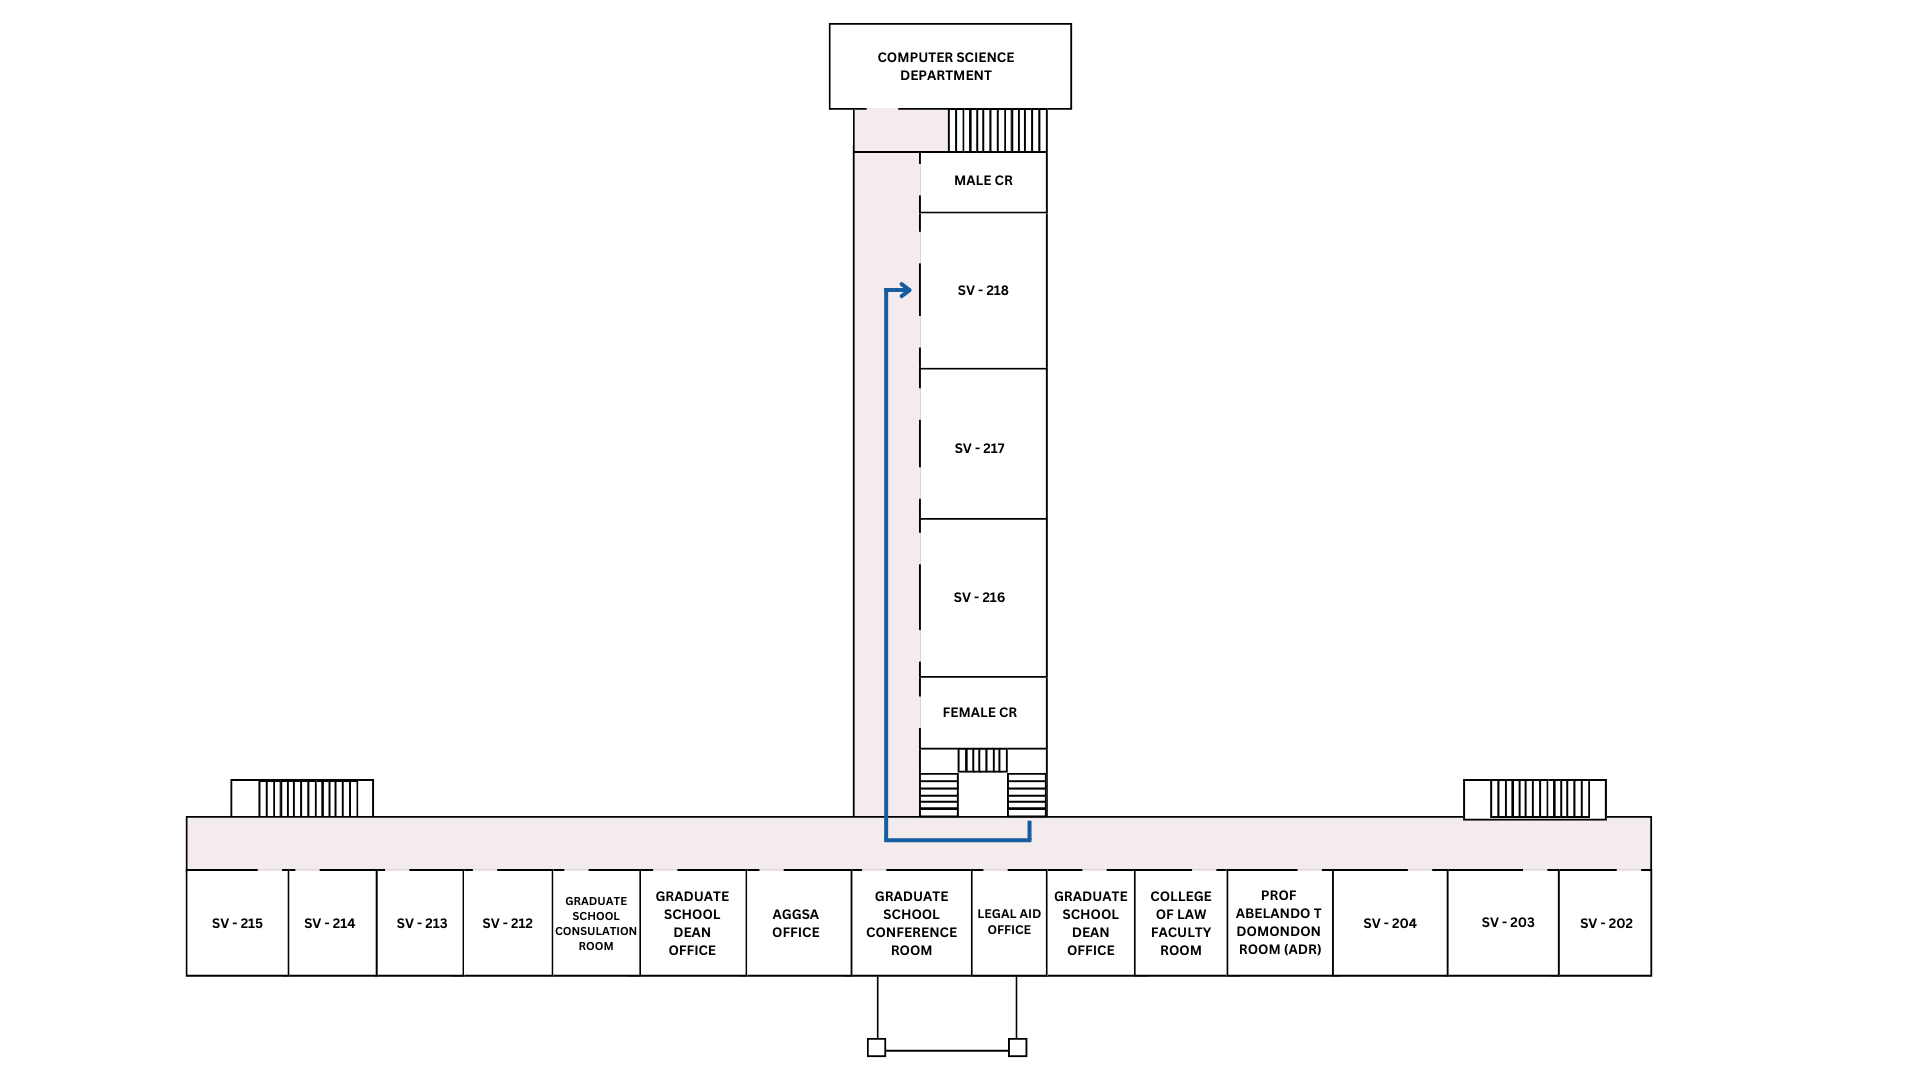 COMPUTER SCIENCE
DEPARTMENT
MALE CR
SV - 218
SV - 217
SV - 216
FEMALE CR
SV - 215
SV - 214
SV - 213
SV - 212
GRADUATE
SCHOOL
CONSULATION
ROOM
GRADUATE
SCHOOL
DEAN
OFFICE
AGGSA
OFFICE
GRADUATE
SCHOOL
CONFERENCE
ROOM
LEGAL AID
OFFICE
GRADUATE
SCHOOL
DEAN
OFFICE
COLLEGE
OF LAW
FACULTY
ROOM
PROF
ABELANDO T
DOMONDON
ROOM (ADR)
SV - 204
SV - 203
SV - 202